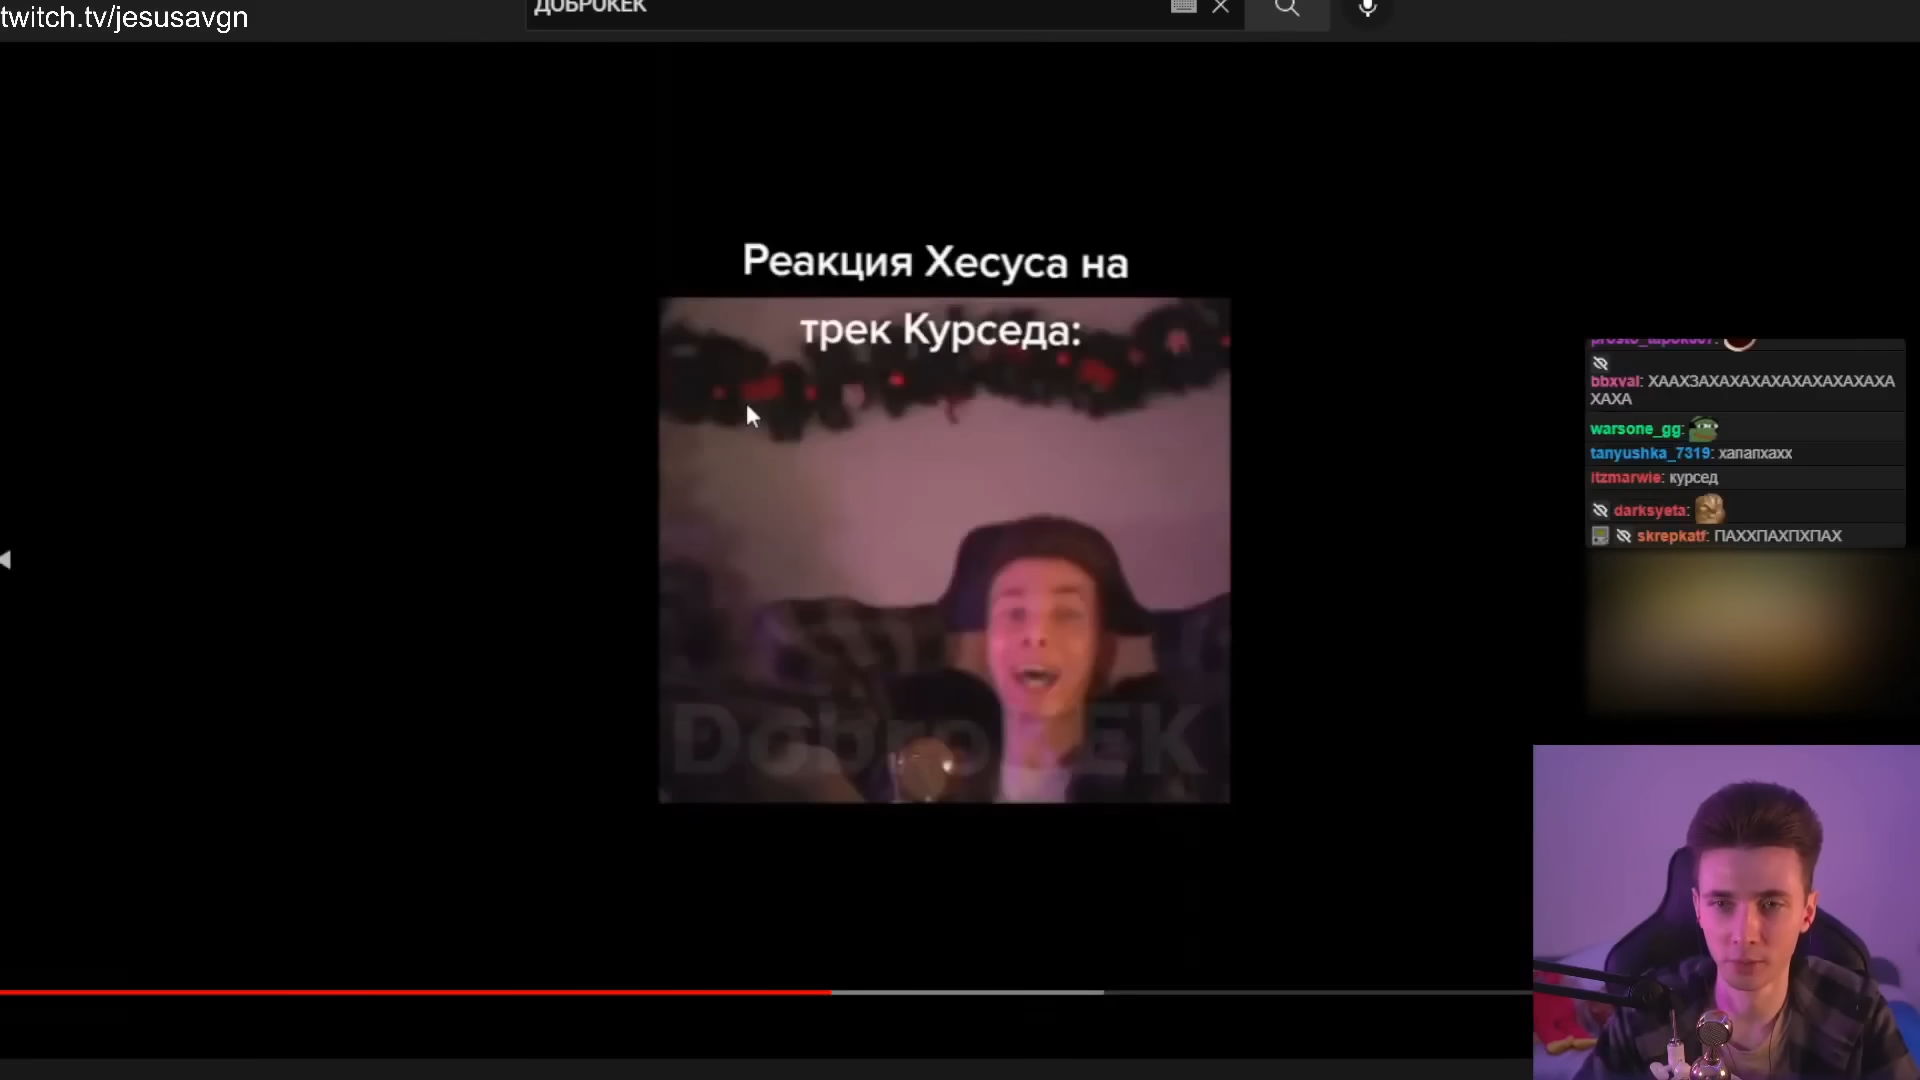 twitch.tv/jesusavgn
ДОБРОКЕК
Реакция Хесуса на
трек Курседа:
DobroKEK
bbxval: ХААХЗАХАХАХАХАХАХАХАХА
ХАХА
warsone_gg:
tanyushka_7319: хапапхахх
itzmarwie: курсед
darksyeta:
skrepkatf: ПАХХПАХПХПАХ